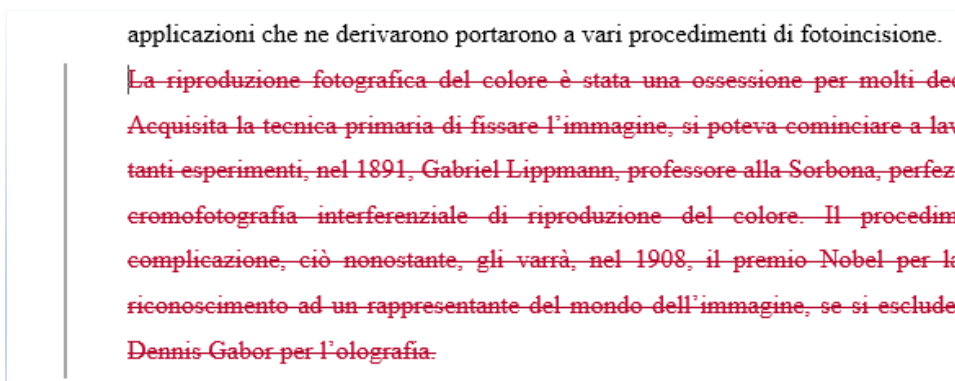 applicazioni che ne derivarono portarono a vari procedimenti di fotoincisione.
La riproduzione fotografica del colore è stata una ossessione per molti
Acquisita la tecnica primaria di fissare l’immagine, si poteva cominciare a
tanti esperimenti, nel 1891, Gabriel Lippmann, professore alla Sorbona,
cromofotografia interferenziale di riproduzione del colore. Il
complicazione, ciò nonostante, gli varrà, nel 1908, il premio Nobel per
riconoscimento ad un rappresentante del mondo dell’immagine, se si
Dennis Gabor per l’olografia.